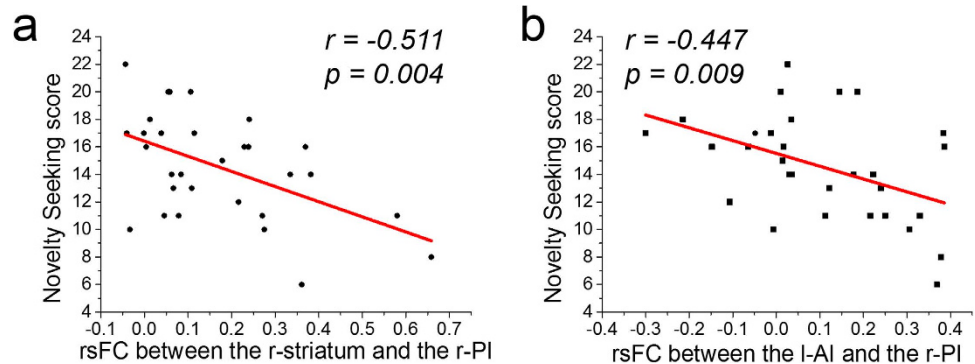 a
r = -0.511
p = 0.004
Novelty Seeking score
24
22
20
18
16
14
12
10
8
6
4
-0.1 0.0 0.1 0.2 0.3 0.4 0.5 0.6 0.7
rsFC between the r-striatum and the r-PI
b
r = -0.447
p = 0.009
Novelty Seeking score
24
22
20
18
16
14
12
10
8
6
4
-0.4 -0.3 -0.2 -0.1 0.0 0.1 0.2 0.3 0.4
rsFC between the l-AI and the r-PI